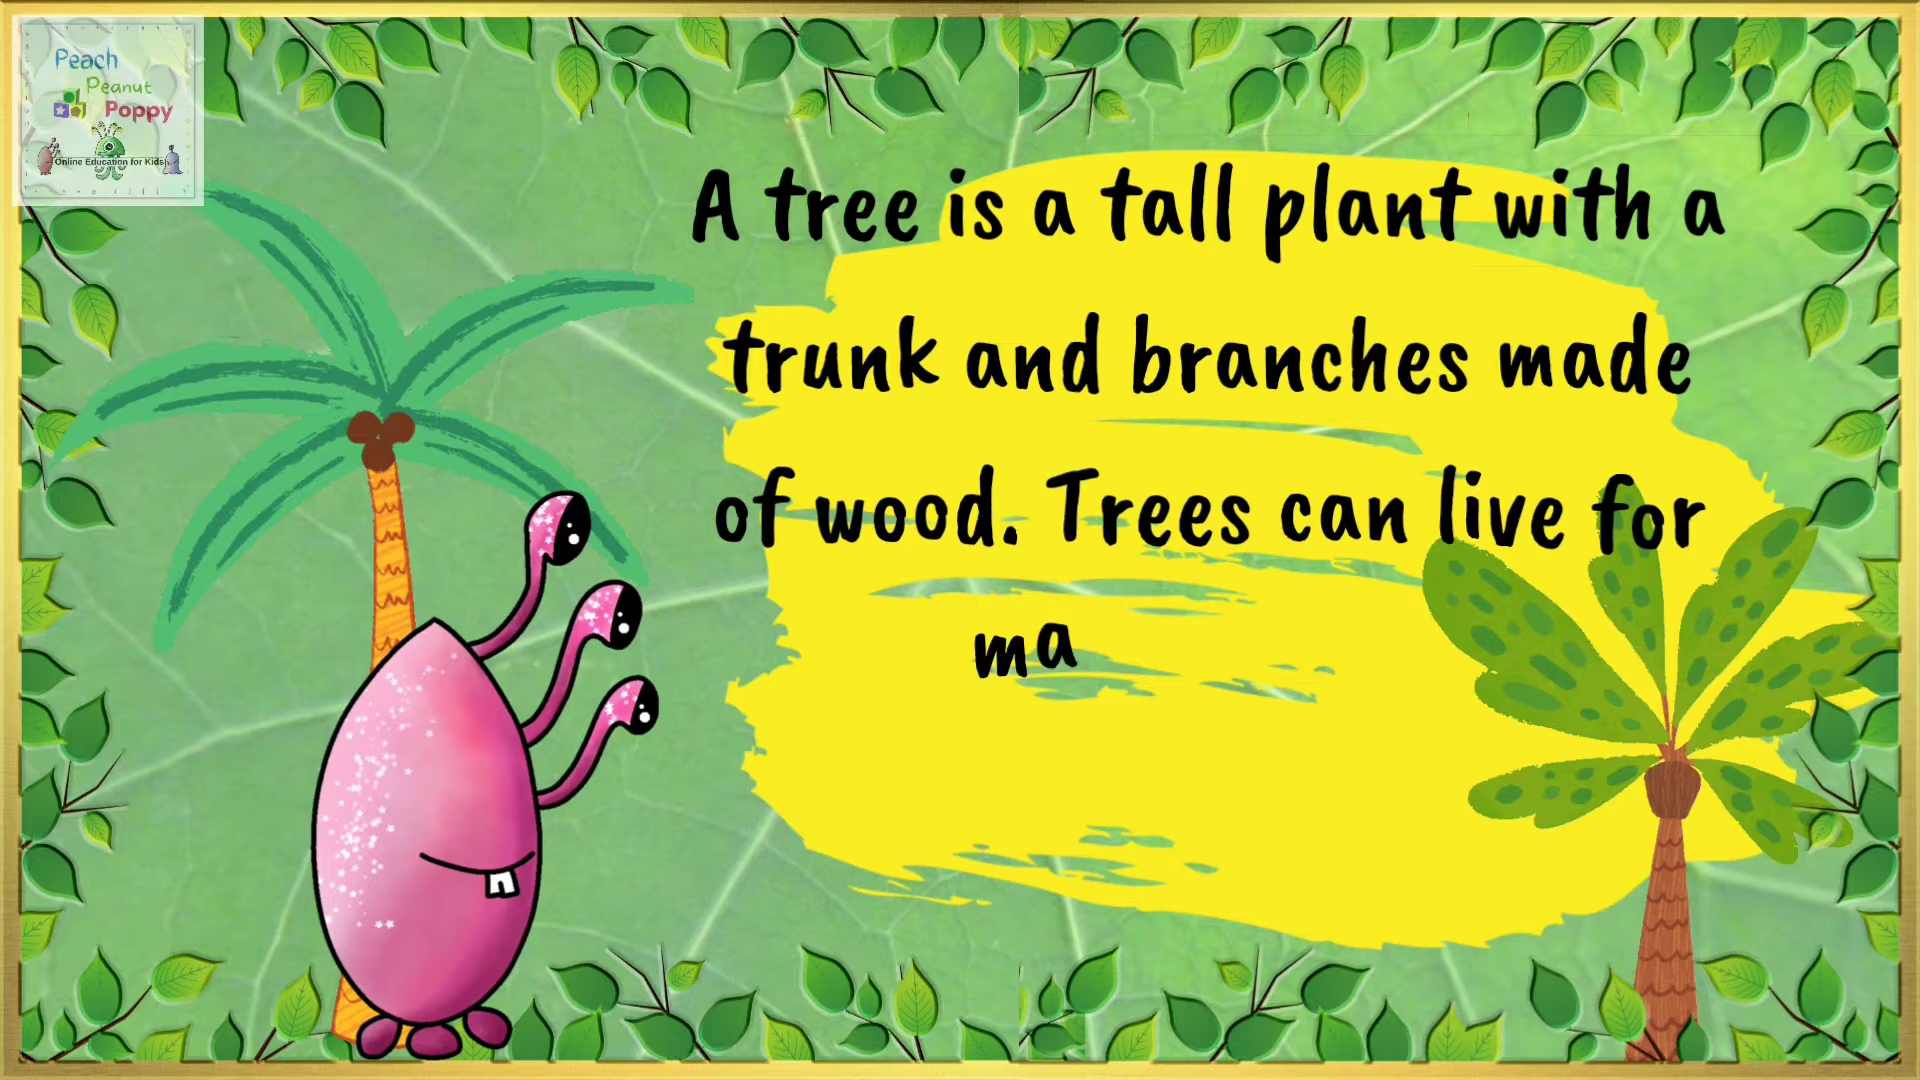 Peach
Peanut
Poppy
Online Education for Kids!
A tree is a tall plant with a
trunk and branches made
of wood. Trees can live for
ma